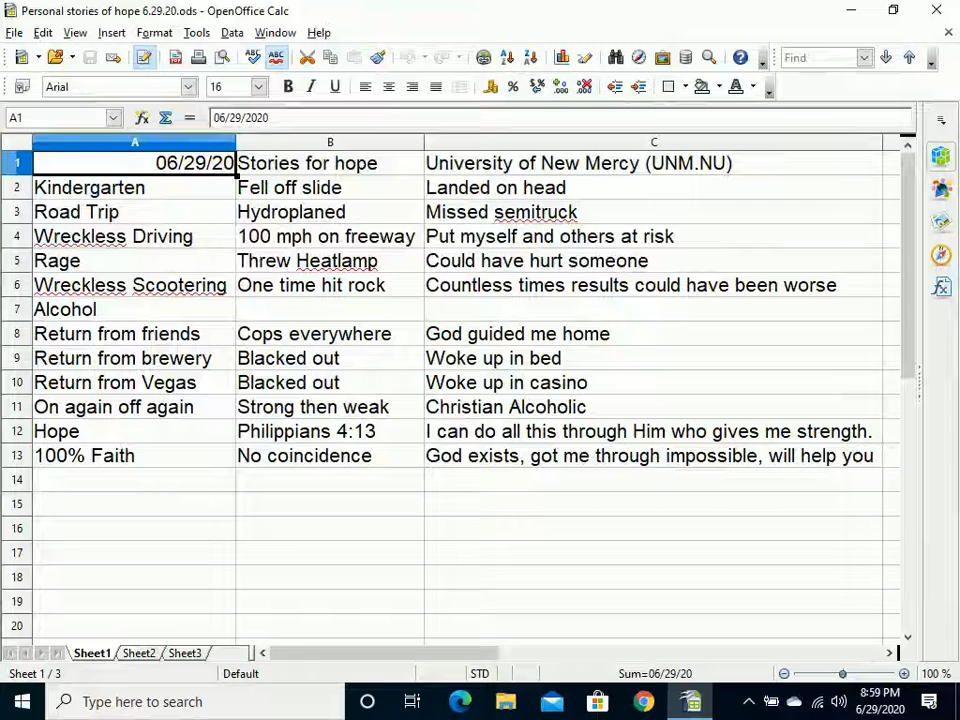 Personal stories of hope 6.29.20.ods - OpenOffice Calc
File Edit View Insert Format Tools Data Window Help
Find
Arial 16
A1 06/29/2020
A B C
1 06/29/20 Stories for hope University of New Mercy (UNM.NU)
2 Kindergarten Fell off slide Landed on head
3 Road Trip Hydroplaned Missed semitruck
4 Wreckless Driving 100 mph on freeway Put myself and others at risk
5 Rage Threw Heatlamp Could have hurt someone
6 Wreckless Scootering One time hit rock Countless times results could have been worse
7 Alcohol
8 Return from friends Cops everywhere God guided me home
9 Return from brewery Blacked out Woke up in bed
10 Return from Vegas Blacked out Woke up in casino
11 On again off again Strong then weak Christian Alcoholic
12 Hope Philippians 4:13 I can do all this through Him who gives me strength.
13 100% Faith No coincidence God exists, got me through impossible, will help you
14
15
16
17
18
19
20
Sheet1 Sheet2 Sheet3
Sheet 1 / 3 Default STD Sum=06/29/20 100 %
Type here to search
8:59 PM
6/29/2020